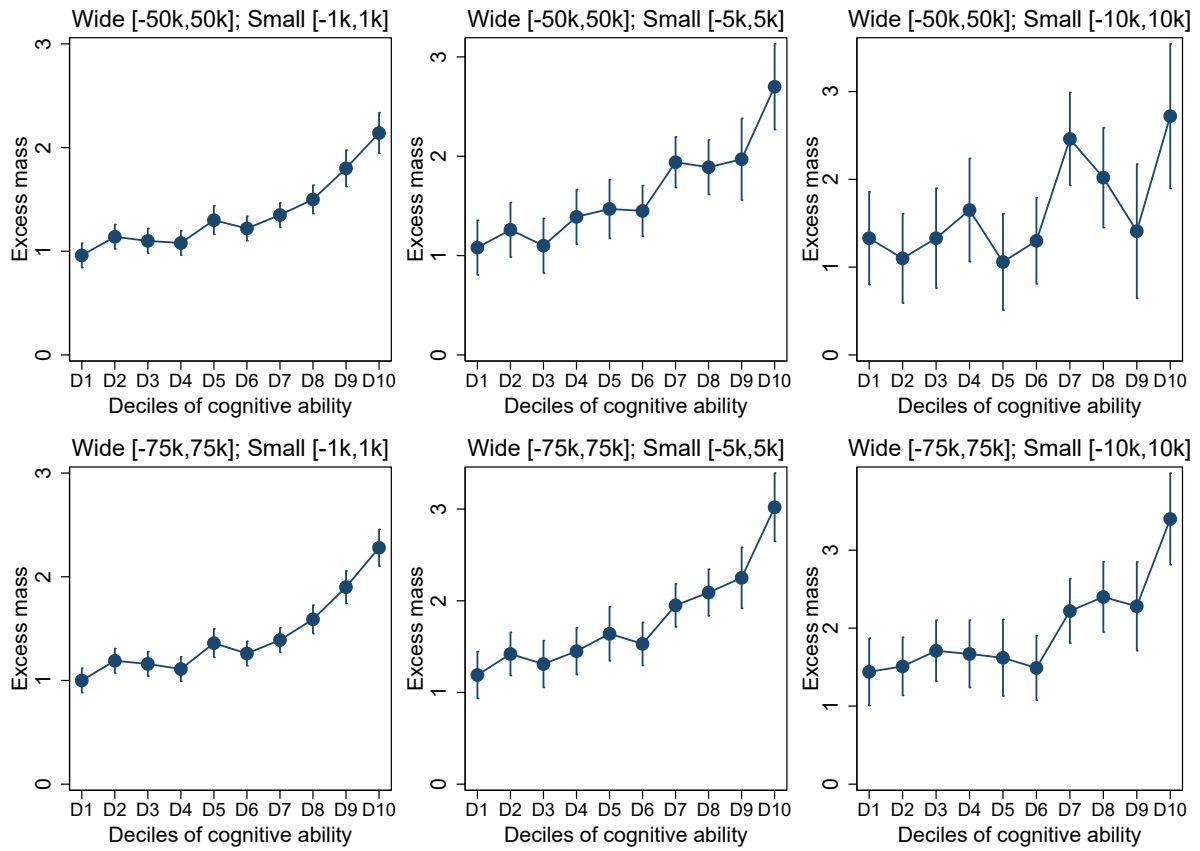 Wide [-50k,50k]; Small [-1k,1k]
Excess mass
3
2
1
0
D1 D2 D3 D4 D5 D6 D7 D8 D9 D10
Deciles of cognitive ability
Wide [-50k,50k]; Small [-5k,5k]
Excess mass
3
2
1
0
D1 D2 D3 D4 D5 D6 D7 D8 D9 D10
Deciles of cognitive ability
Wide [-50k,50k]; Small [-10k,10k]
Excess mass
3
2
1
0
D1 D2 D3 D4 D5 D6 D7 D8 D9 D10
Deciles of cognitive ability
Wide [-75k,75k]; Small [-1k,1k]
Excess mass
3
2
1
0
D1 D2 D3 D4 D5 D6 D7 D8 D9 D10
Deciles of cognitive ability
Wide [-75k,75k]; Small [-5k,5k]
Excess mass
3
2
1
0
D1 D2 D3 D4 D5 D6 D7 D8 D9 D10
Deciles of cognitive ability
Wide [-75k,75k]; Small [-10k,10k]
Excess mass
3
2
1
0
D1 D2 D3 D4 D5 D6 D7 D8 D9 D10
Deciles of cognitive ability